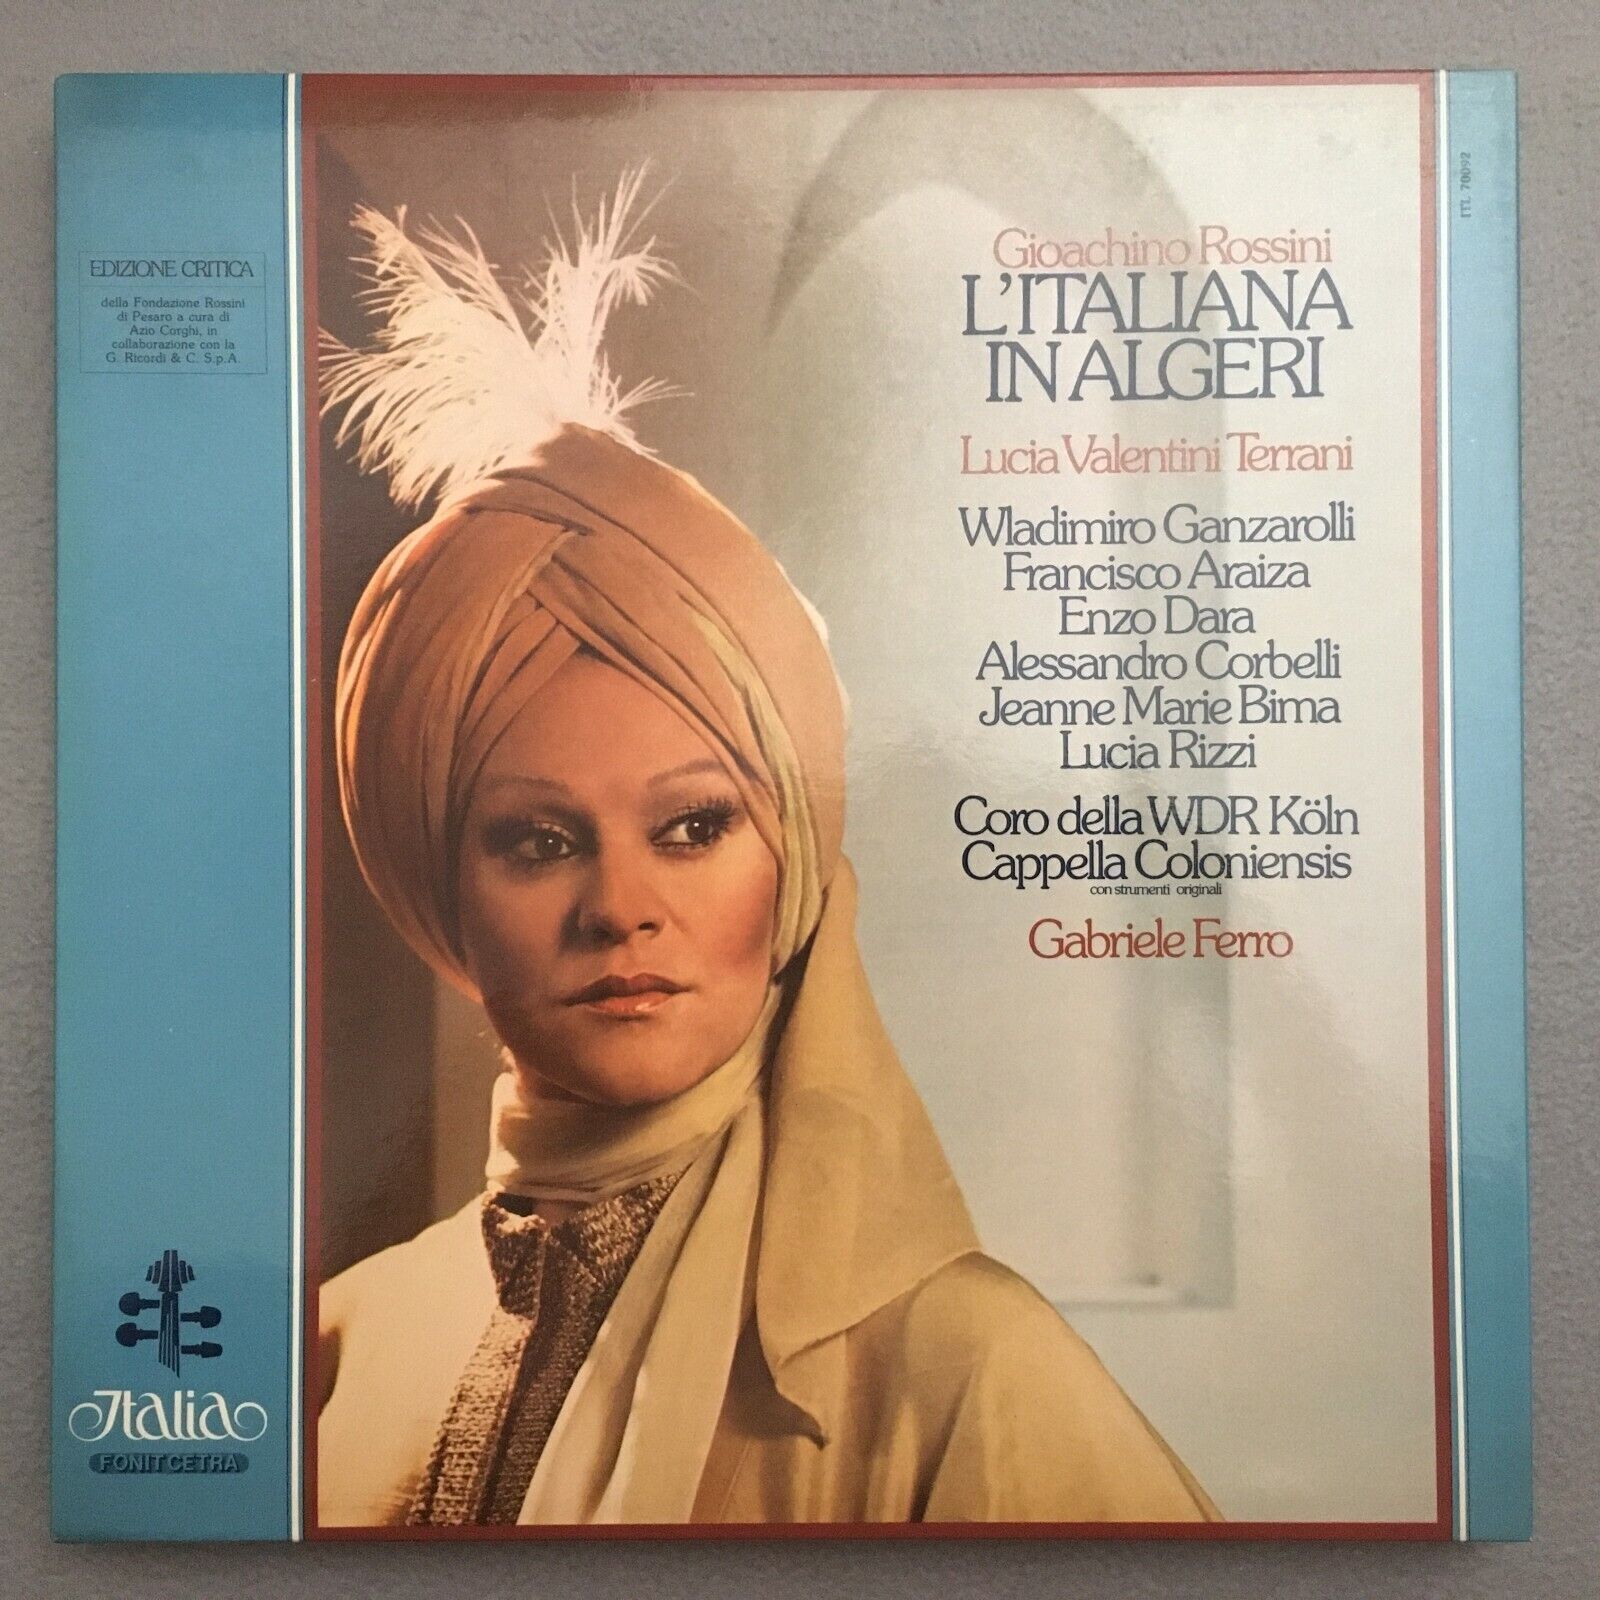 EDIZIONE CRITICA
della Fondazione Rossini
di Pesaro a cura di
Azio Corghi, in
collaborazione con la
G. Ricordi & C. S.p.A.
Gioachino Rossini
L'ITALIANA
IN ALGERI
Lucia Valentini Terrani
Wladimiro Ganzarolli
Francisco Araiza
Enzo Dara
Alessandro Corbelli
Jeanne Marie Bima
Lucia Rizzi
Coro della WDR Köln
Cappella Coloniensis
con strumenti originali
Gabriele Ferro
ITL 70092
Italia
FONIT CETRA